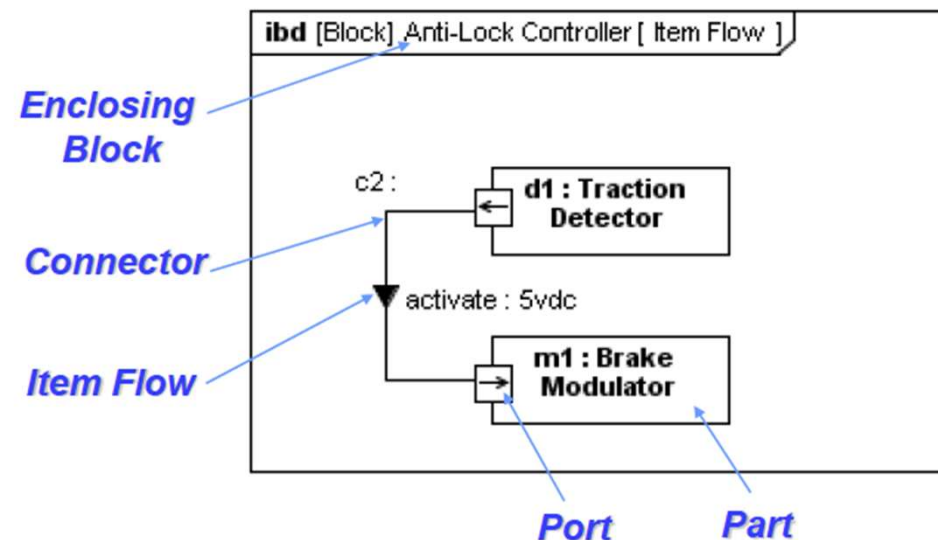 ibd [Block] Anti-Lock Controller [ Item Flow ]
Enclosing
Block
c2 :
d1 : Traction
Detector
Connector
activate : 5vdc
m1 : Brake
Modulator
Item Flow
Port
Part